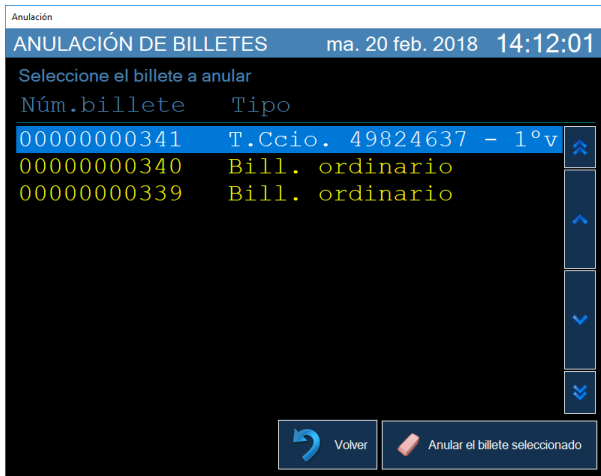 Anulación
ANULACIÓN DE BILLETES ma. 20 feb. 2018 14:12:01
Seleccione el billete a anular
Núm.billete Tipo
00000000341 T.Ccio. 49824637 - 1ºv
00000000340 Bill. ordinario
00000000339 Bill. ordinario
Volver Anular el billete seleccionado